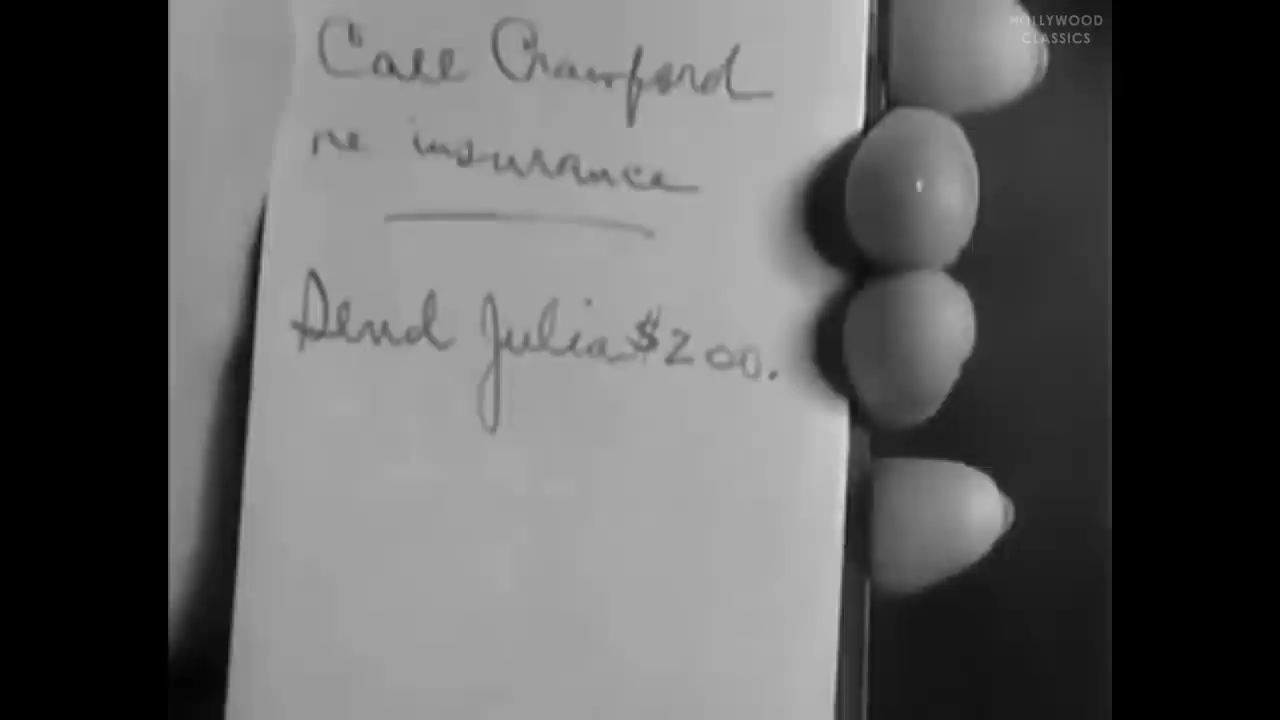 HOLLYWOOD
CLASSICS
Call Crawford
re insurance
Send Julia $200.